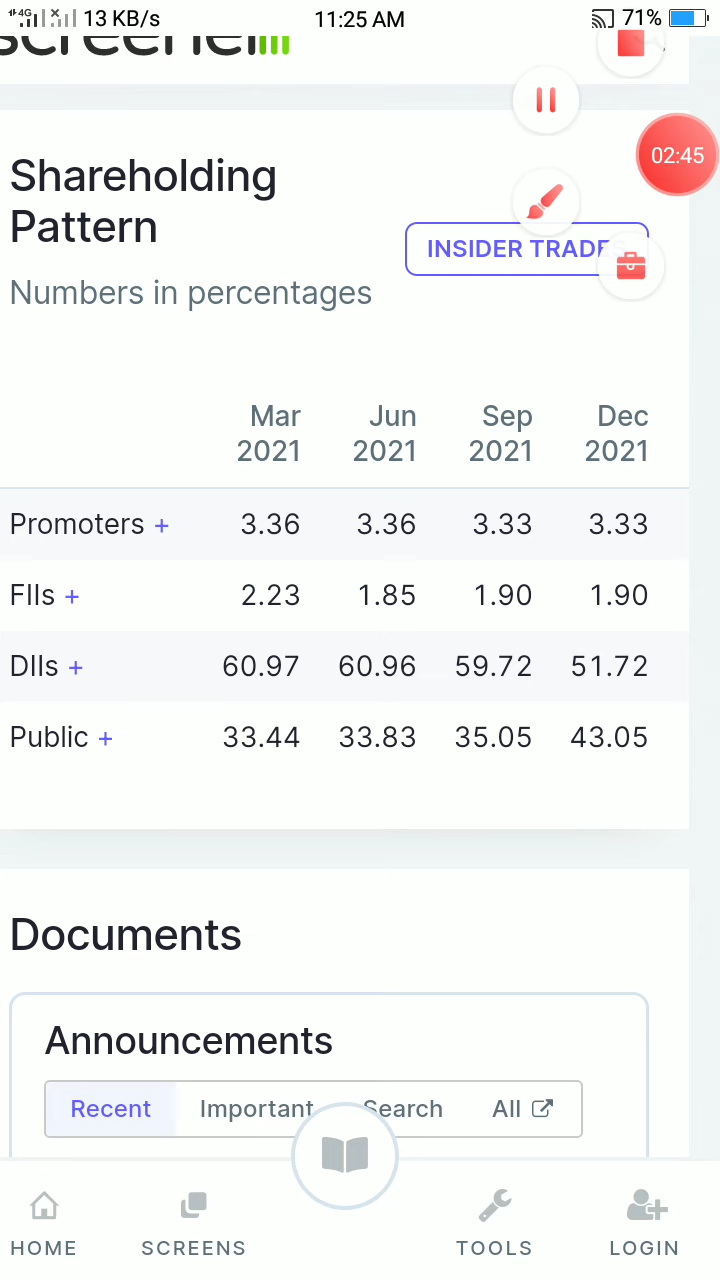 4G 13 KB/s 11:25 AM 71%
screener
02:45
Shareholding
Pattern
INSIDER TRADES
Numbers in percentages
Mar Jun Sep Dec
2021 2021 2021 2021
Promoters + 3.36 3.36 3.33 3.33
FIIs + 2.23 1.85 1.90 1.90
DIIs + 60.97 60.96 59.72 51.72
Public + 33.44 33.83 35.05 43.05
Documents
Announcements
Recent Important Search All
HOME SCREENS TOOLS LOGIN